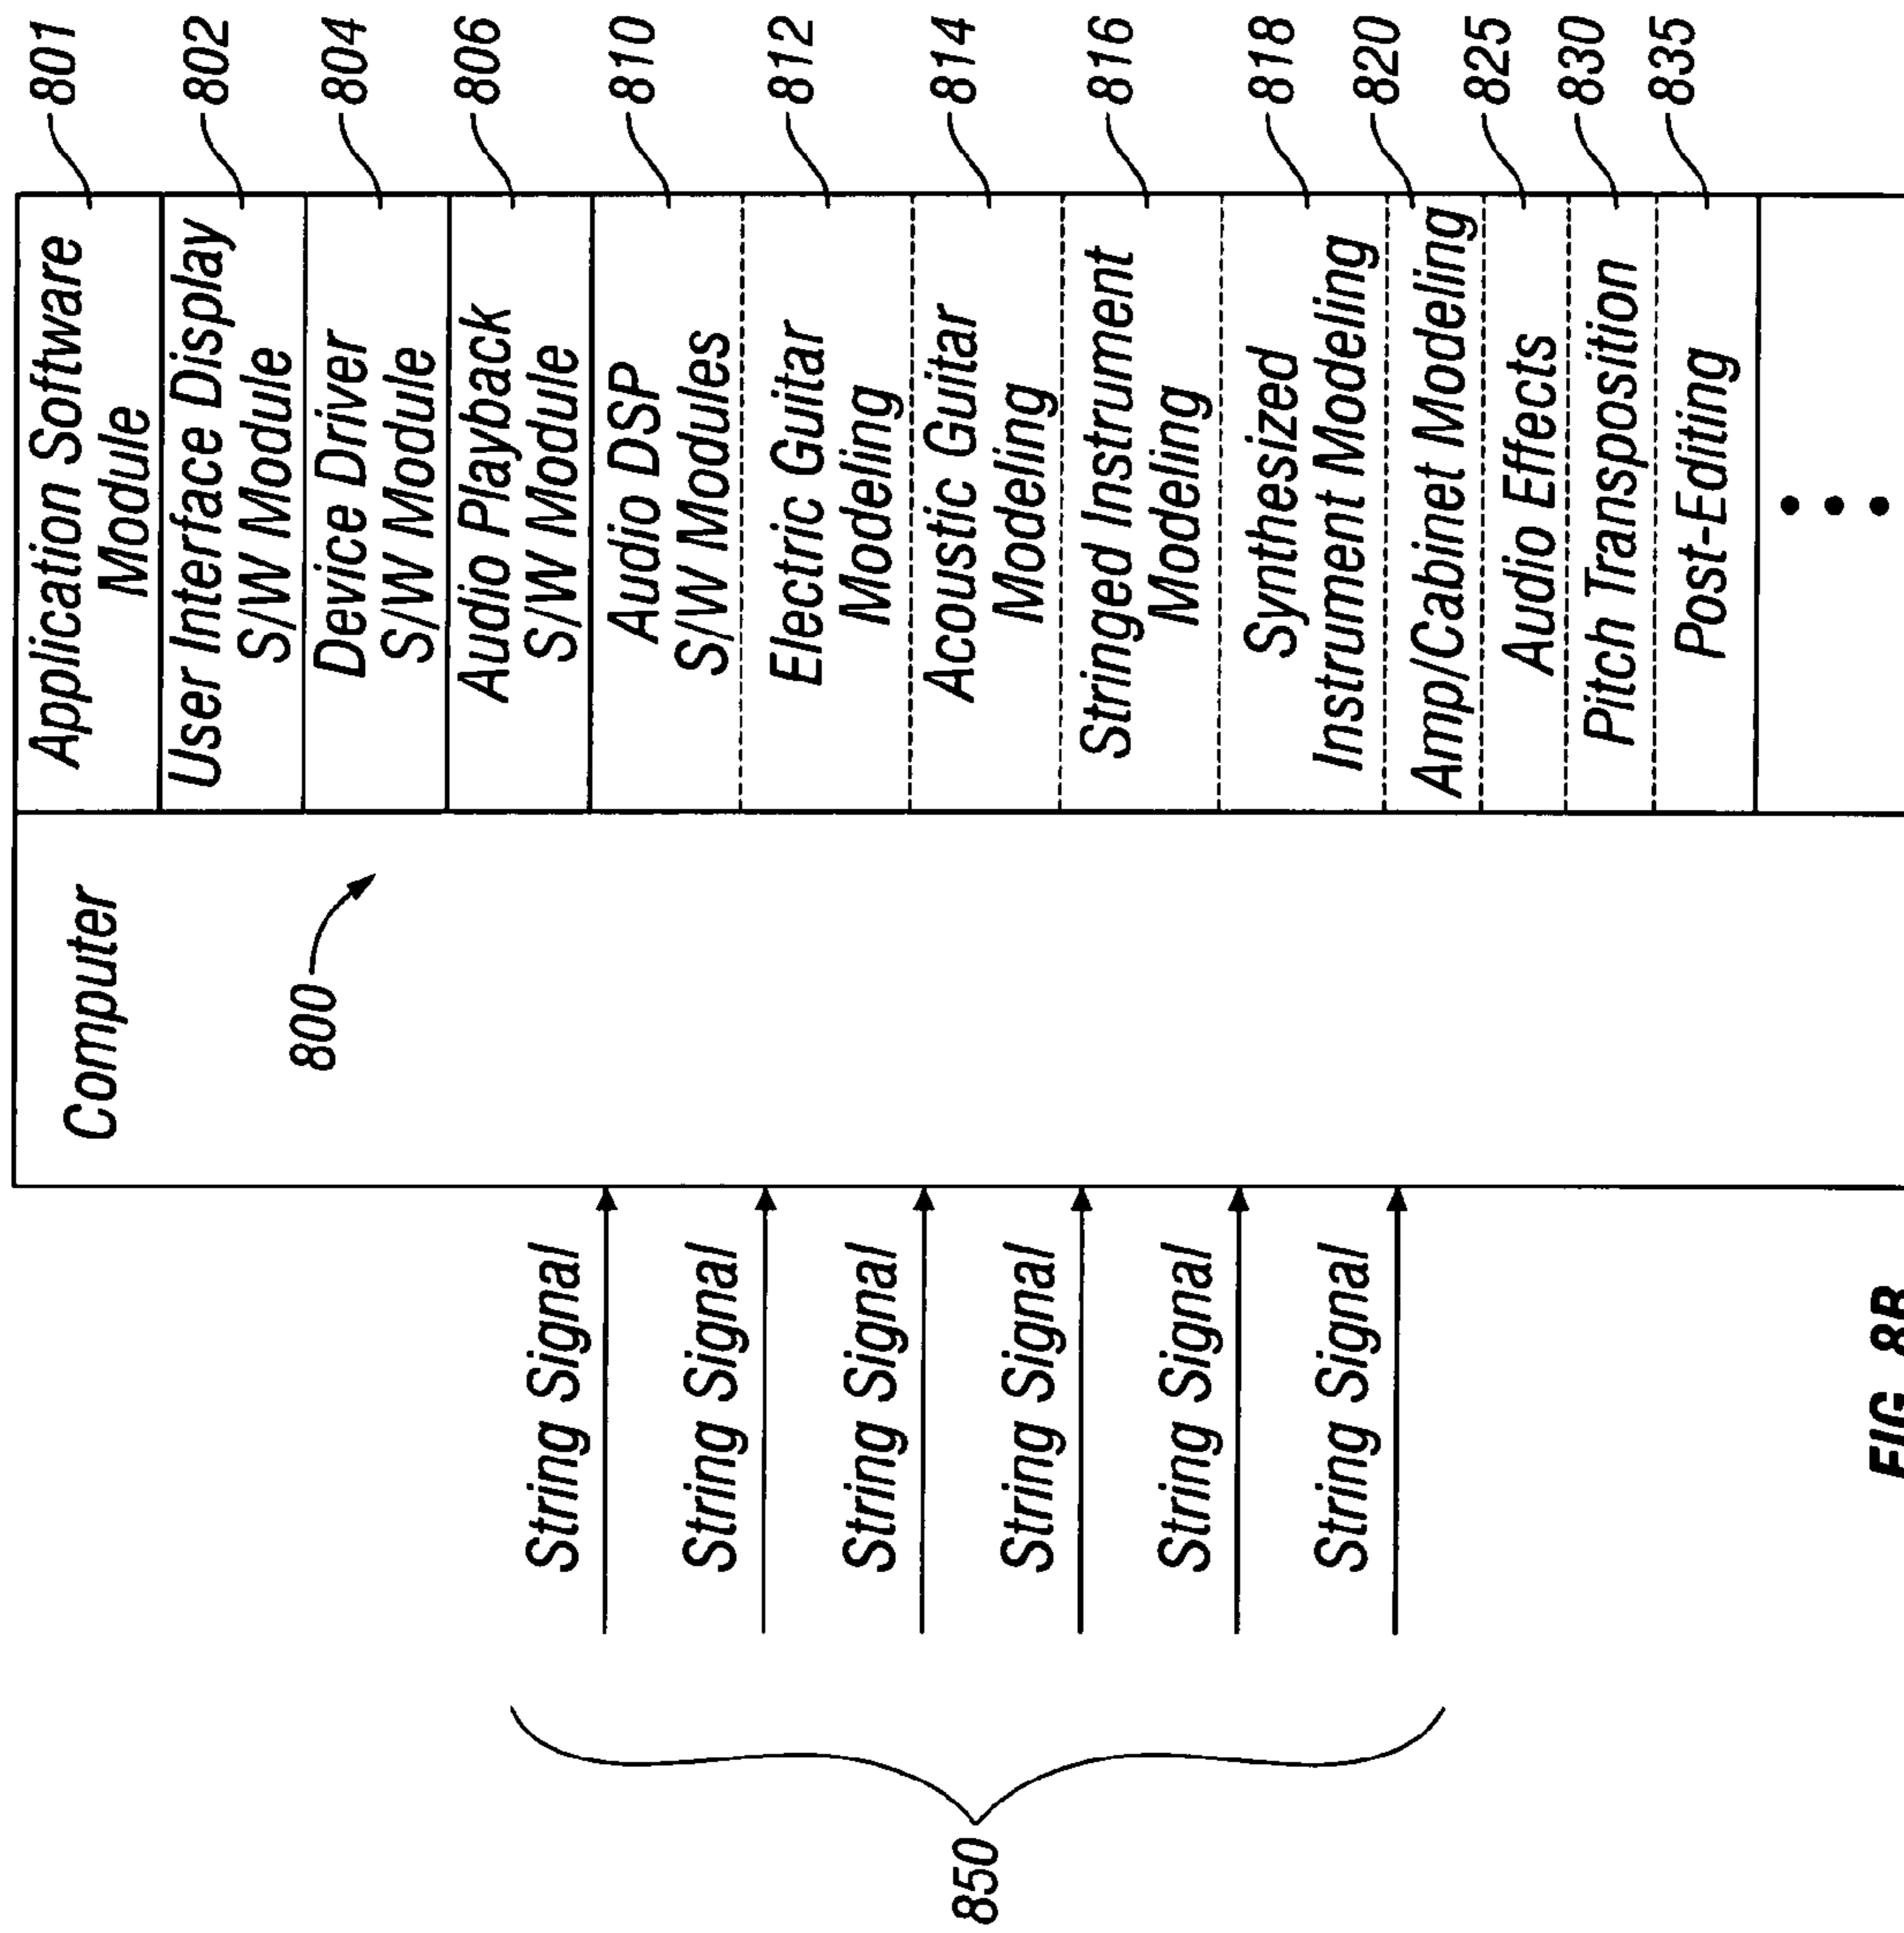 Computer
Application Software
Module
801
User Interface Display
S/W Module
802
800
Device Driver
S/W Module
804
Audio Playback
S/W Module
806
String Signal
Audio DSP
S/W Modules
810
String Signal
Electric Guitar
Modeling
812
String Signal
Acoustic Guitar
Modeling
814
850
String Signal
Stringed Instrument
Modeling
816
String Signal
Synthesized
Instrument Modeling
818
String Signal
Amp/Cabinet Modeling
820
Audio Effects
825
Pitch Transposition
830
Post-Editing
835
FIG. 8B